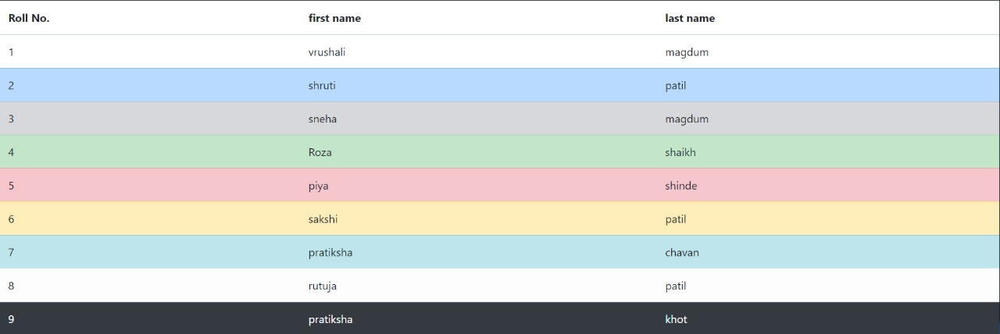 Roll No. first name last name
1 vrushali magdum
2 shruti patil
3 sneha magdum
4 Roza shaikh
5 piya shinde
6 sakshi patil
7 pratiksha chavan
8 rutuja patil
9 pratiksha khot